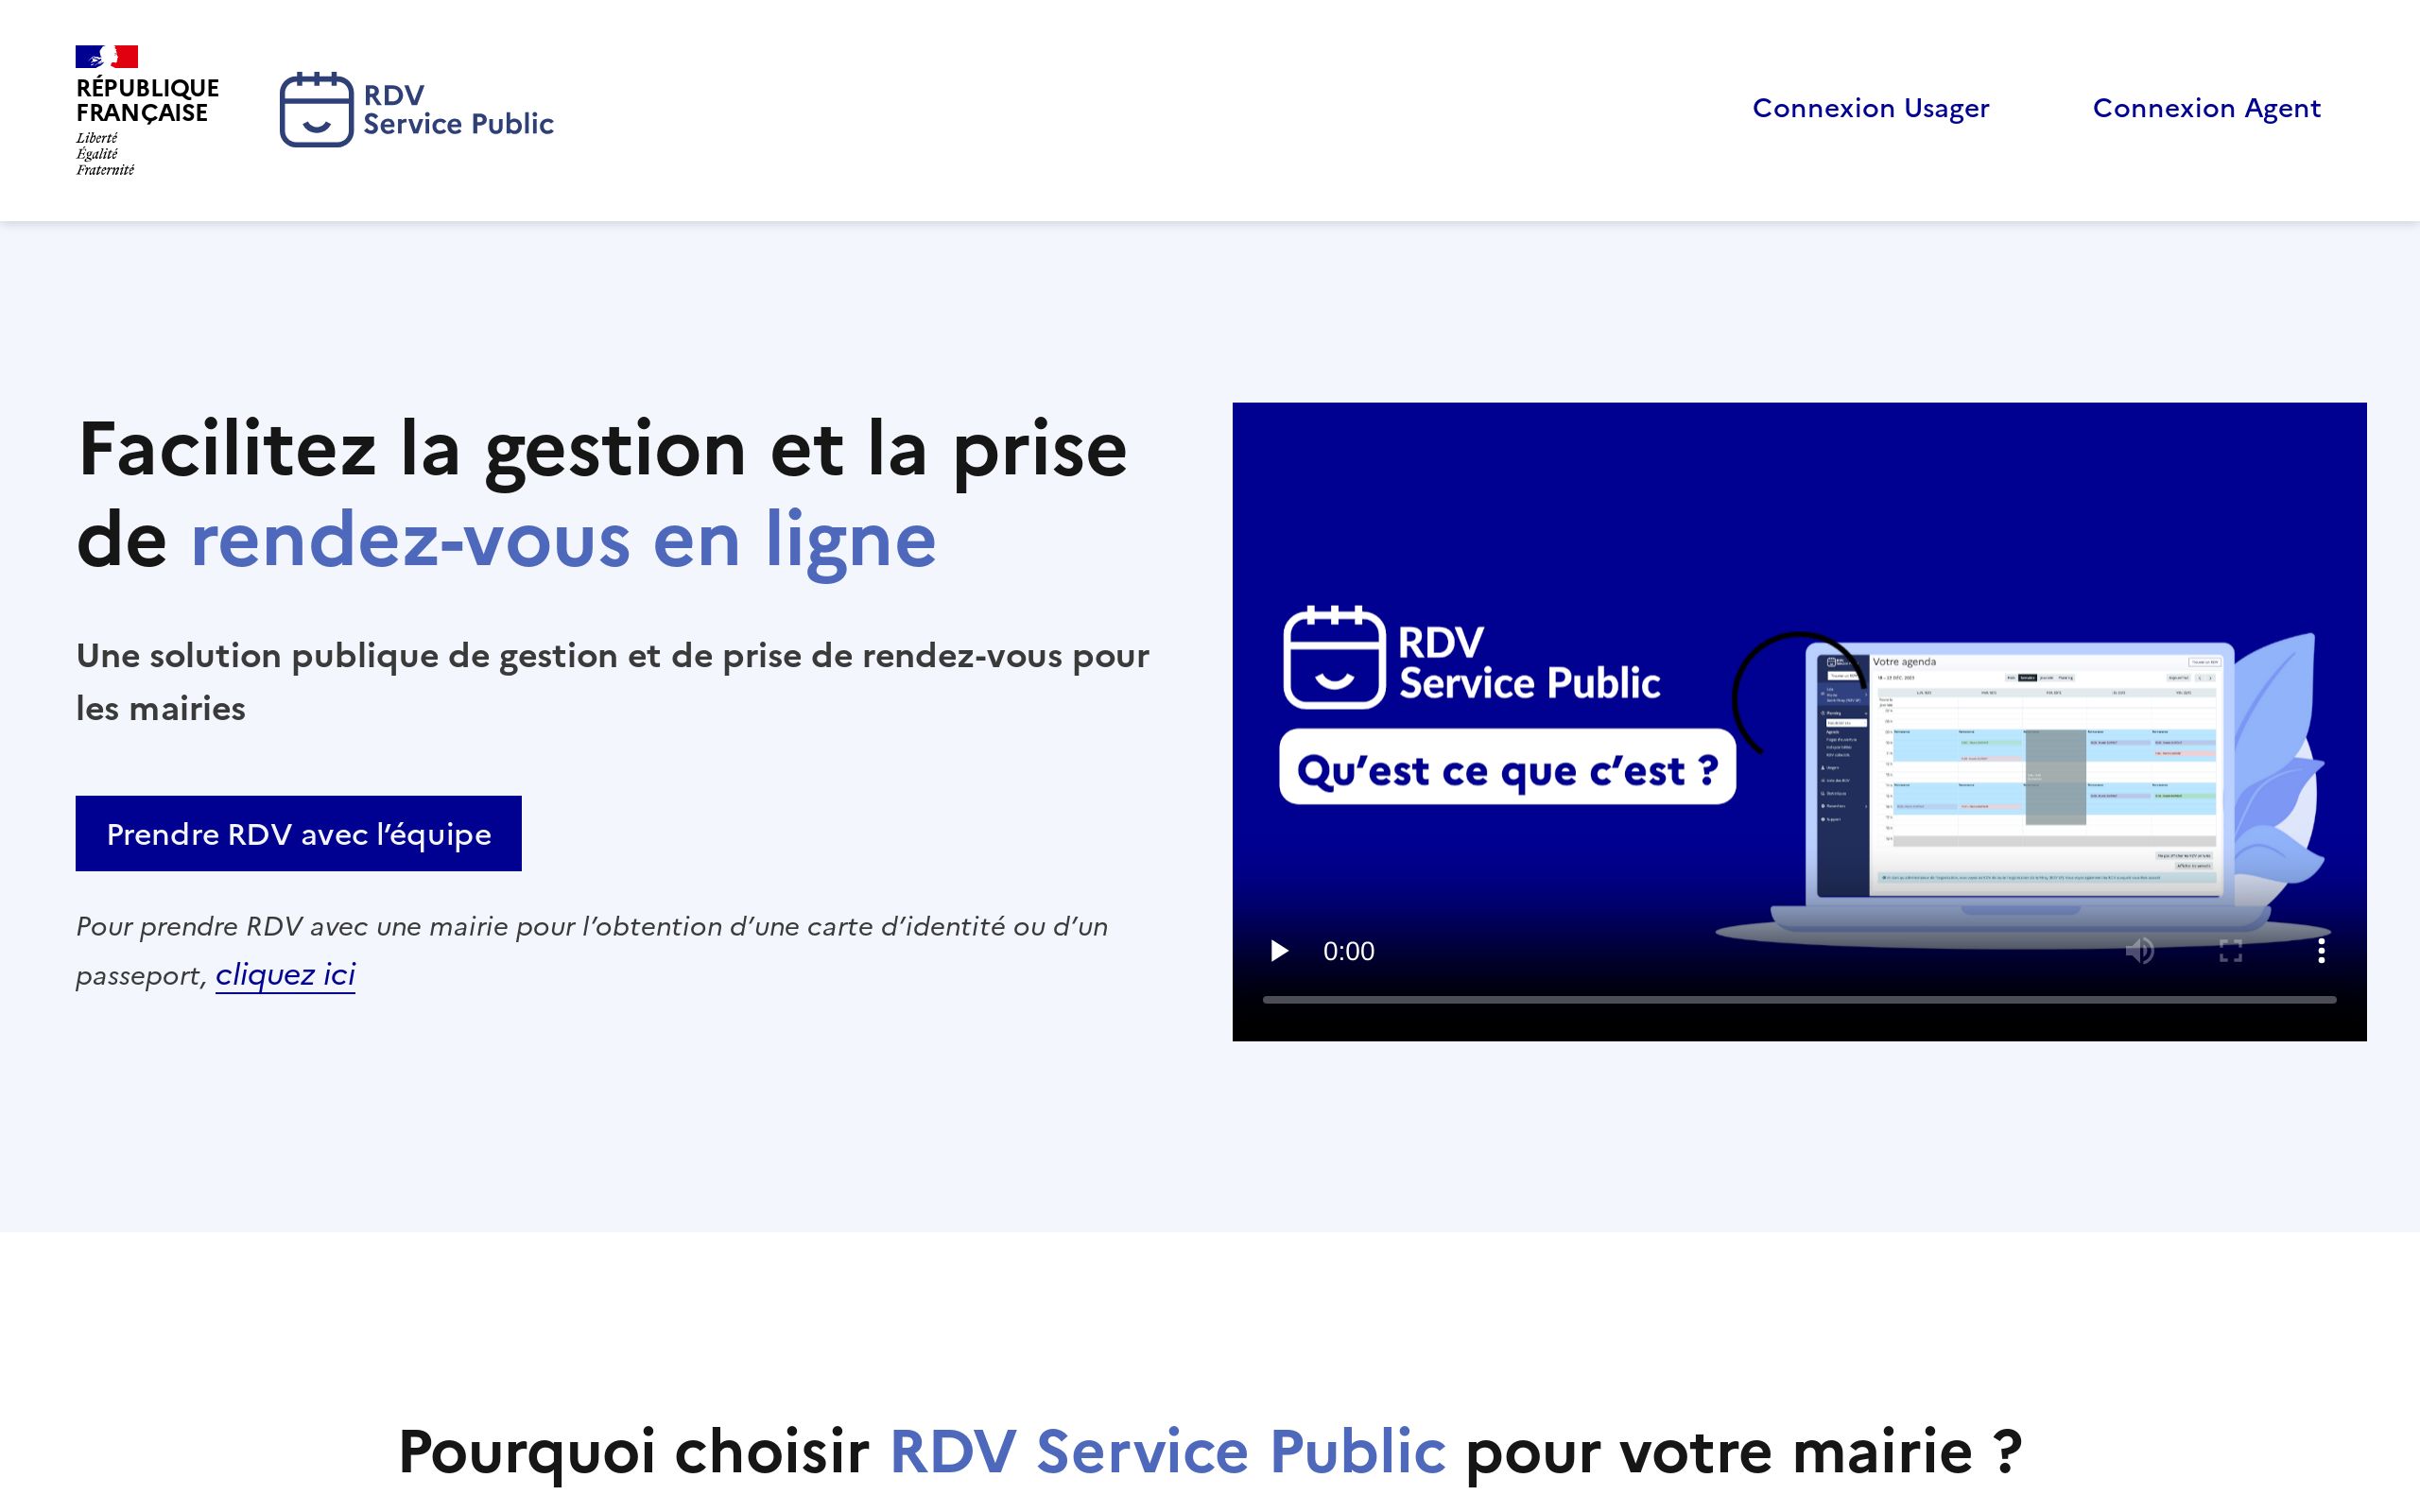 RÉPUBLIQUE
FRANÇAISE
Liberté
Égalité
Fraternité
RDV
Service Public
Connexion Usager
Connexion Agent
Facilitez la gestion et la prise
de rendez-vous en ligne
Une solution publique de gestion et de prise de rendez-vous pour
les mairies
Prendre RDV avec l’équipe
Pour prendre RDV avec une mairie pour l’obtention d’une carte d’identité ou d’un
passeport, cliquez ici
RDV
Service Public
Qu’est ce que c’est ?
Votre agenda
0:00
Pourquoi choisir RDV Service Public pour votre mairie ?